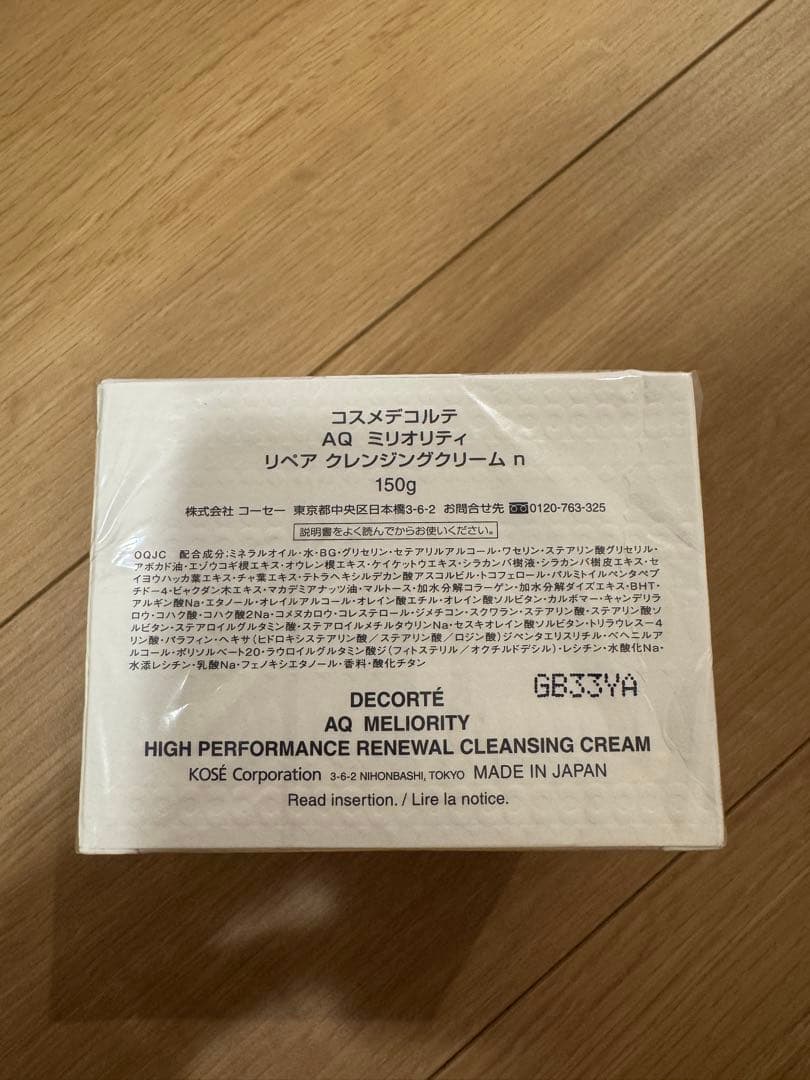 コスメデコルテ
AQ ミリオリティ
リペア クレンジングクリーム n
150g
株式会社 コーセー 東京都中央区日本橋3-6-2 お問合せ先 0120-763-325
説明書をよく読んでからお使いください。
OQJC 配合成分:ミネラルオイル・水・BG・グリセリン・セテアリルアルコール・ワセリン・ステアリン酸グリセリル・
アボカド油・エゾウコギ根エキス・オウレン根エキス・ケイケットウエキス・シラカンバ樹液・シラカンバ樹皮エキス・セ
イヨウハッカ葉エキス・チャ葉エキス・テトラヘキシルデカン酸アスコルビル・トコフェロール・パルミトイルペンタペプ
チドー4・ビャクダン木エキス・マカデミアナッツ油・マルトース・加水分解コラーゲン・加水分解ダイズエキス・BHT・
アルギン酸Na・エタノール・オレイルアルコール・オレイン酸エチル・オレイン酸ソルビタン・カルボマー・キャンデリラ
ロウ・コハク酸・コハク酸2Na・コメヌカロウ・コレステロール・ジメチコン・スクワラン・ステアリン酸・ステアリン酸ソ
ルビタン・ステアロイルグルタミン酸・ステアロイルメチルタウリンNa・セスキオレイン酸ソルビタン・トリラウレスー4
リン酸・パラフィン・ヘキサ(ヒドロキシステアリン酸/ステアリン酸/ロジン酸)ジペンタエリスリチル・ベヘニルア
ルコール・ポリソルベート20・ラウロイルグルタミン酸ジ(フィトステリル/オクチルドデシル)・レシチン・水酸化Na・
水添レシチン・乳酸Na・フェノキシエタノール・香料・酸化チタン
GB33YA
DECORTÉ
AQ MELIORITY
HIGH PERFORMANCE RENEWAL CLEANSING CREAM
KOSÉ Corporation 3-6-2 NIHONBASHI, TOKYO MADE IN JAPAN
Read insertion. / Lire la notice.